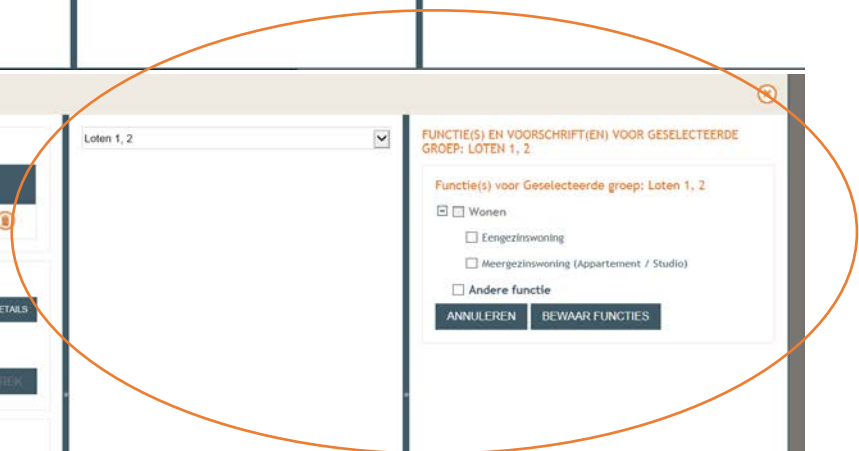 Loten 1, 2
FUNCTIE(S) EN VOORSCHRIFT(EN) VOOR GESELECTEERDE
GROEP: LOTEN 1, 2
Functie(s) voor Geselecteerde groep: Loten 1, 2
Wonen
Eengezinswoning
Meergezinswoning (Appartement / Studio)
Andere functie
ETAILS
ANNULEREN BEWAAR FUNCTIES
REK